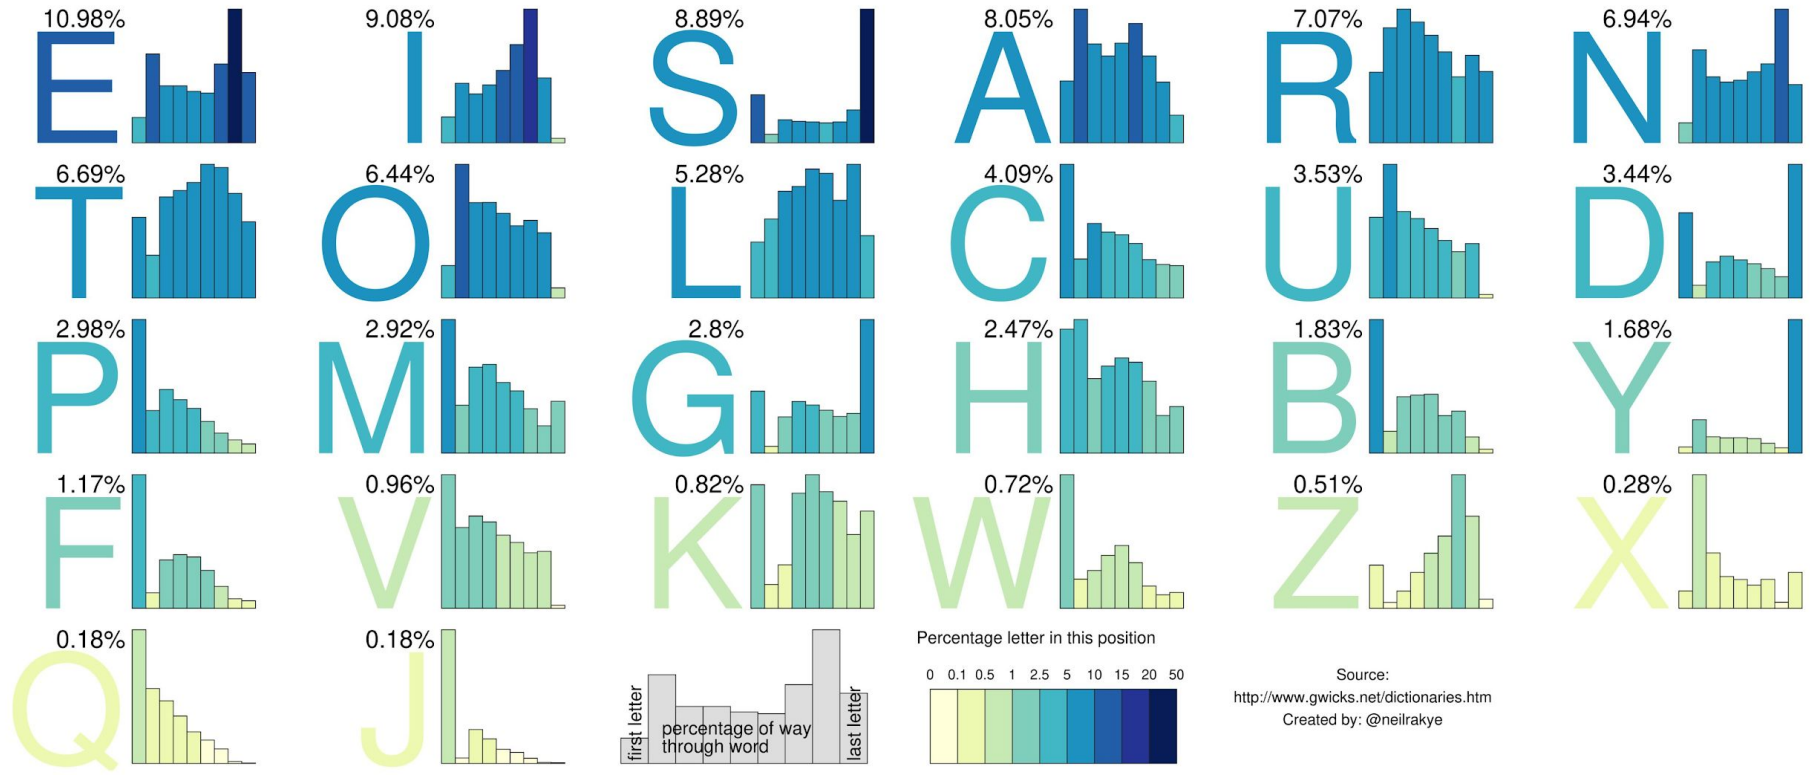 10.98% 9.08% 8.89% 8.05% 7.07% 6.94%
E I S A R N
6.69% 6.44% 5.28% 4.09% 3.53% 3.44%
T O L C U D
2.98% 2.92% 2.8% 2.47% 1.83% 1.68%
P M G H B Y
1.17% 0.96% 0.82% 0.72% 0.51% 0.28%
F V K W Z X
0.18% 0.18%
Q J
first letter
percentage of way
through word
last letter
Percentage letter in this position
0 0.1 0.5 1 2.5 5 10 15 20 50
Source:
http://www.gwicks.net/dictionaries.htm
Created by: @neilrakye